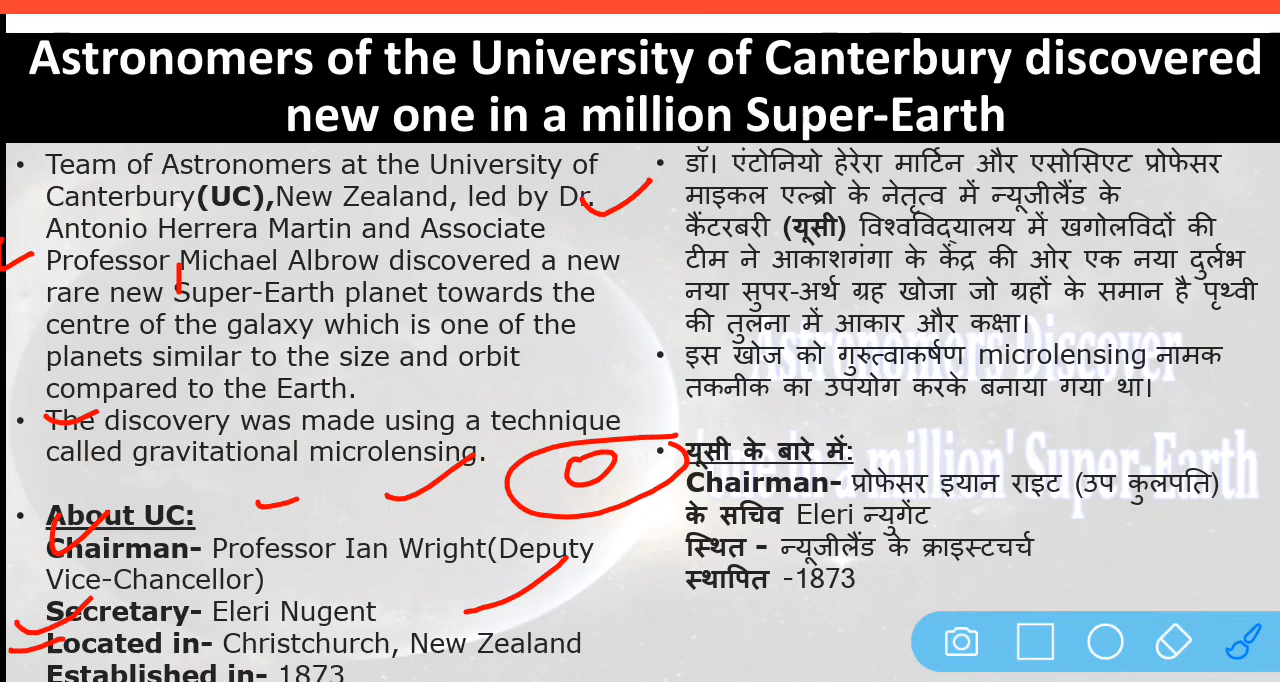 Astronomers of the University of Canterbury discovered
new one in a million Super-Earth
• Team of Astronomers at the University of
Canterbury(UC),New Zealand, led by Dr.
Antonio Herrera Martin and Associate
Professor Michael Albrow discovered a new
rare new Super-Earth planet towards the
centre of the galaxy which is one of the
planets similar to the size and orbit
compared to the Earth.
• The discovery was made using a technique
called gravitational microlensing.
• About UC:
Chairman- Professor Ian Wright(Deputy
Vice-Chancellor)
Secretary- Eleri Nugent
Located in- Christchurch, New Zealand
Established in- 1873
• डॉ। एंटोनियो हेरेरा मार्टिन और एसोसिएट प्रोफेसर
माइकल एल्ब्रो के नेतृत्व में न्यूजीलैंड के
कैंटरबरी (यूसी) विश्वविद्यालय में खगोलविदों की
टीम ने आकाशगंगा के केंद्र की ओर एक नया दुर्लभ
नया सुपर-अर्थ ग्रह खोजा जो ग्रहों के समान है पृथ्वी
की तुलना में आकार और कक्षा।
• इस खोज को गुरुत्वाकर्षण microlensing नामक
तकनीक का उपयोग करके बनाया गया था।
• यूसी के बारे में:
Chairman- प्रोफेसर इयान राइट (उप कुलपति)
के सचिव Eleri न्युगेंट
स्थित - न्यूजीलैंड के क्राइस्टचर्च
स्थापित -1873
Astronomers Discover
'one in a million' Super-Earth